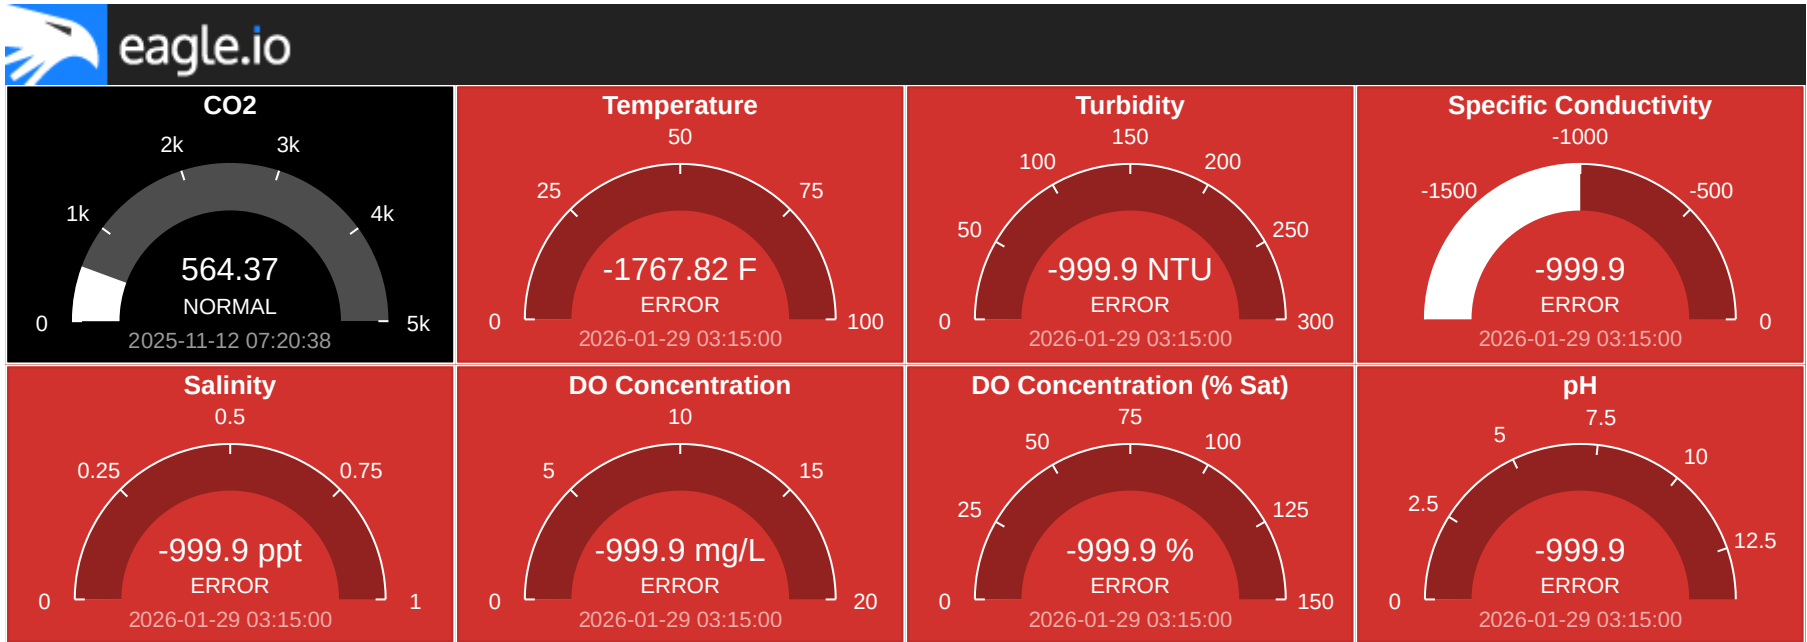 eagle.io
CO2
2k
3k
1k
4k
564.37
NORMAL
0
5k
2025-11-12 07:20:38
Temperature
50
25
75
-1767.82 F
ERROR
0
100
2026-01-29 03:15:00
Turbidity
150
100
200
50
250
-999.9 NTU
ERROR
0
300
2026-01-29 03:15:00
Specific Conductivity
-1000
-1500
-500
-999.9
ERROR
0
2026-01-29 03:15:00
Salinity
0.5
0.25
0.75
-999.9 ppt
ERROR
0
1
2026-01-29 03:15:00
DO Concentration
10
5
15
-999.9 mg/L
ERROR
0
20
2026-01-29 03:15:00
DO Concentration (% Sat)
75
50
100
25
125
-999.9 %
ERROR
0
150
2026-01-29 03:15:00
pH
7.5
5
10
2.5
12.5
-999.9
ERROR
0
2026-01-29 03:15:00